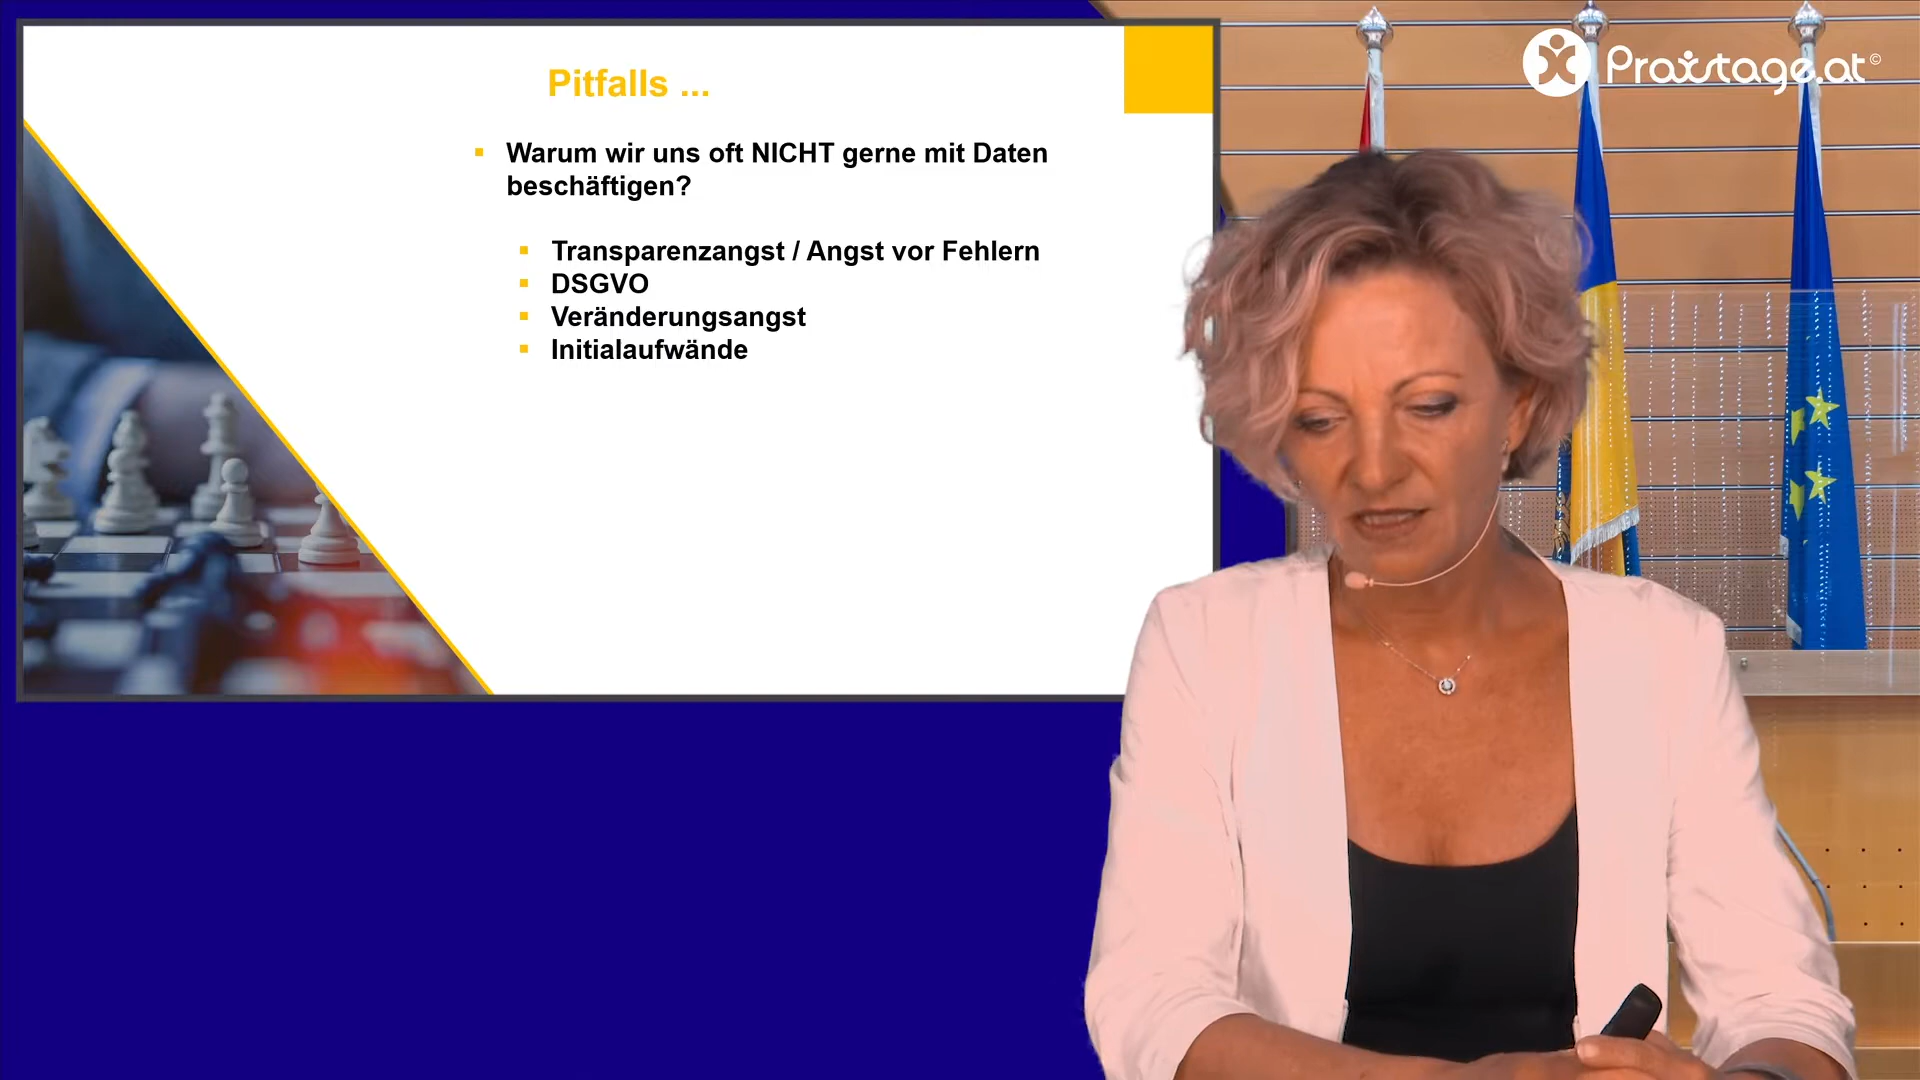 Pitfalls ...
Warum wir uns oft NICHT gerne mit Daten
beschäftigen?
Transparenzangst / Angst vor Fehlern
DSGVO
Veränderungsangst
Initialaufwände
Praxistage.at©